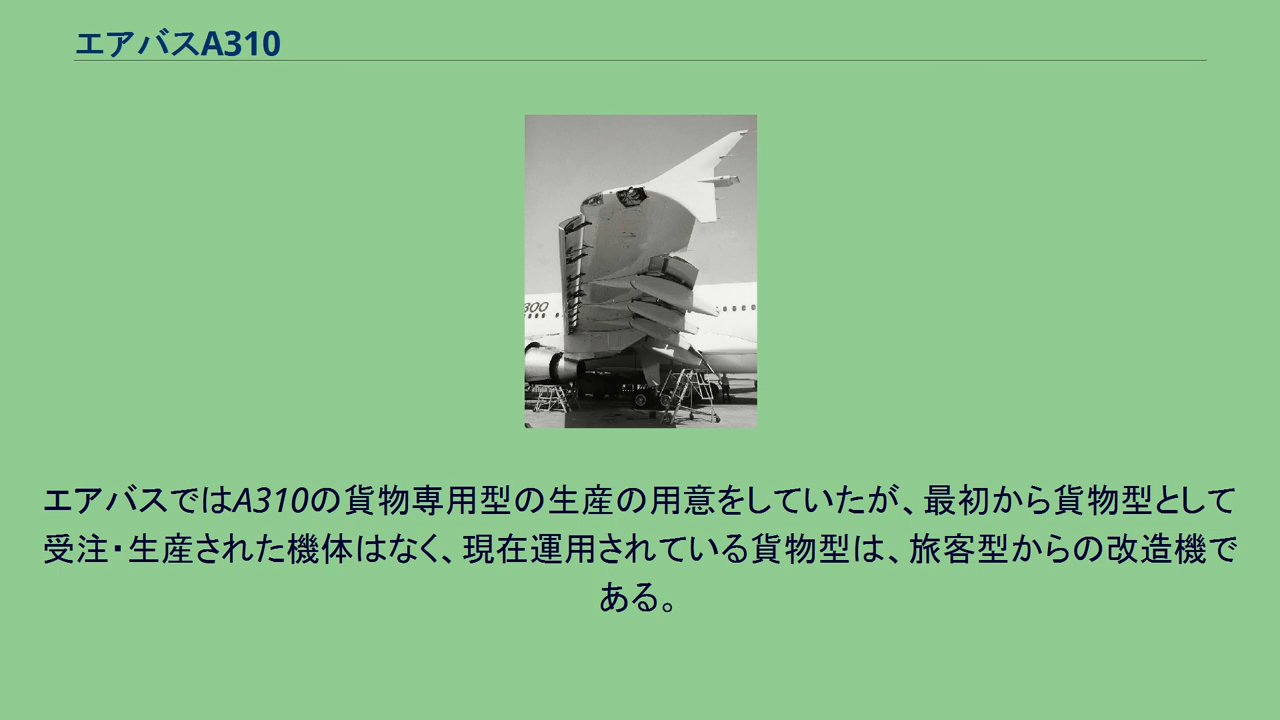 エアバスA310
300
エアバスではA310の貨物専用型の生産の用意をしていたが、最初から貨物型として
受注・生産された機体はなく、現在運用されている貨物型は、旅客型からの改造機で
ある。